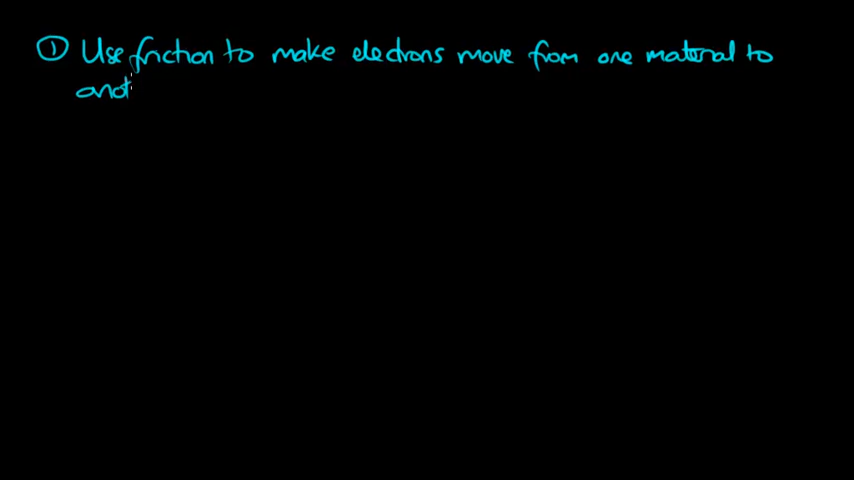 ① Use friction to make electrons move from one material to
anot